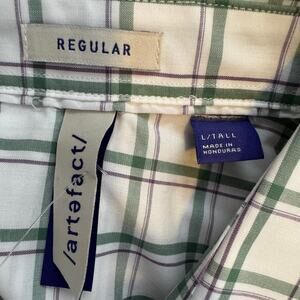 REGULAR
/artefact/
L/TALL
MADE IN
HONDURAS